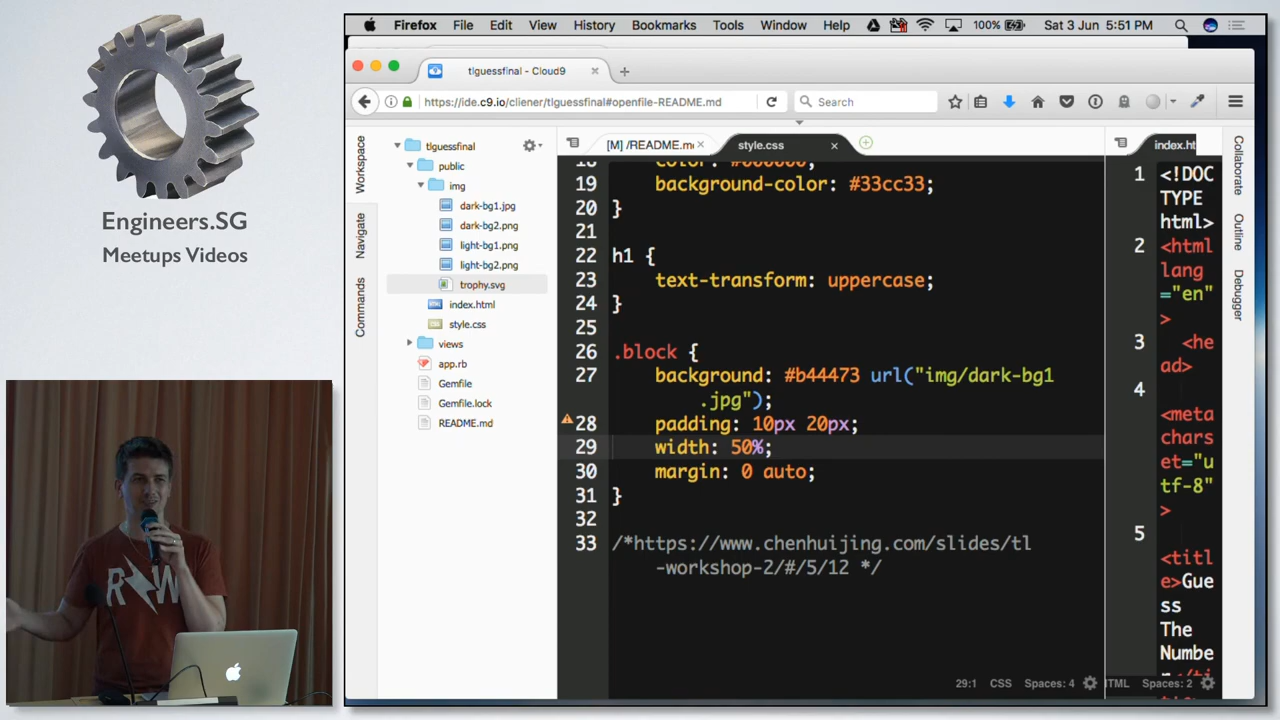 Engineers.SG
Meetups Videos
R W
Firefox File Edit View History Bookmarks Tools Window Help 100% Sat 3 Jun 5:51 PM
tlguessfinal - Cloud9
https://ide.c9.io/cliener/tlguessfinal#openfile-README.md
Search
Workspace
Navigate
Commands
tlguessfinal
public
img
dark-bg1.jpg
dark-bg2.png
light-bg1.png
light-bg2.png
trophy.svg
index.html
style.css
views
app.rb
Gemfile
Gemfile.lock
README.md
[M] /README.m
style.css
19 background-color: #33cc33;
20 }
21
22 h1 {
23 text-transform: uppercase;
24 }
25
26 .block {
27 background: #b44473 url("img/dark-bg1
.jpg");
28 padding: 10px 20px;
29 width: 50%;
30 margin: 0 auto;
31 }
32
33 /*https://www.chenhuijing.com/slides/tl
-workshop-2/#/5/12 */
29:1 CSS Spaces: 4
index.ht
1 <!DOC
TYPE
html>
2 <html
lang
="en"
>
3 <he
ad>
4
<meta
chars
et="u
tf-8"
>
5
<titl
e>Gue
ss
The
Numbe
TML Spaces: 2
Collaborate
Outline
Debugger